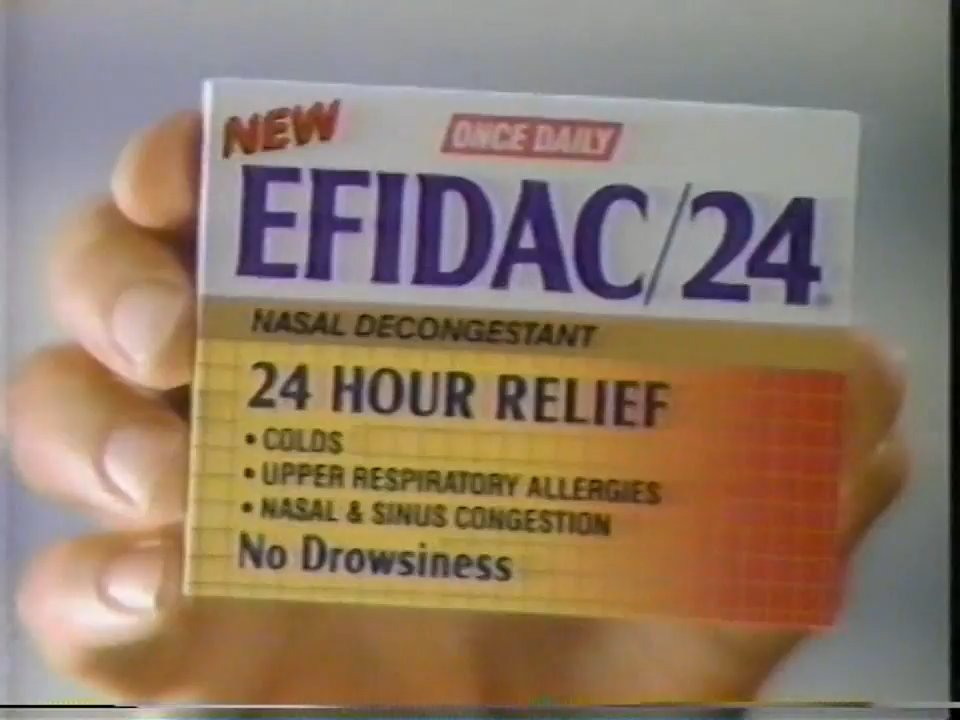 NEW
ONCE DAILY
EFIDAC/24
NASAL DECONGESTANT
24 HOUR RELIEF
• COLDS
• UPPER RESPIRATORY ALLERGIES
• NASAL & SINUS CONGESTION
No Drowsiness